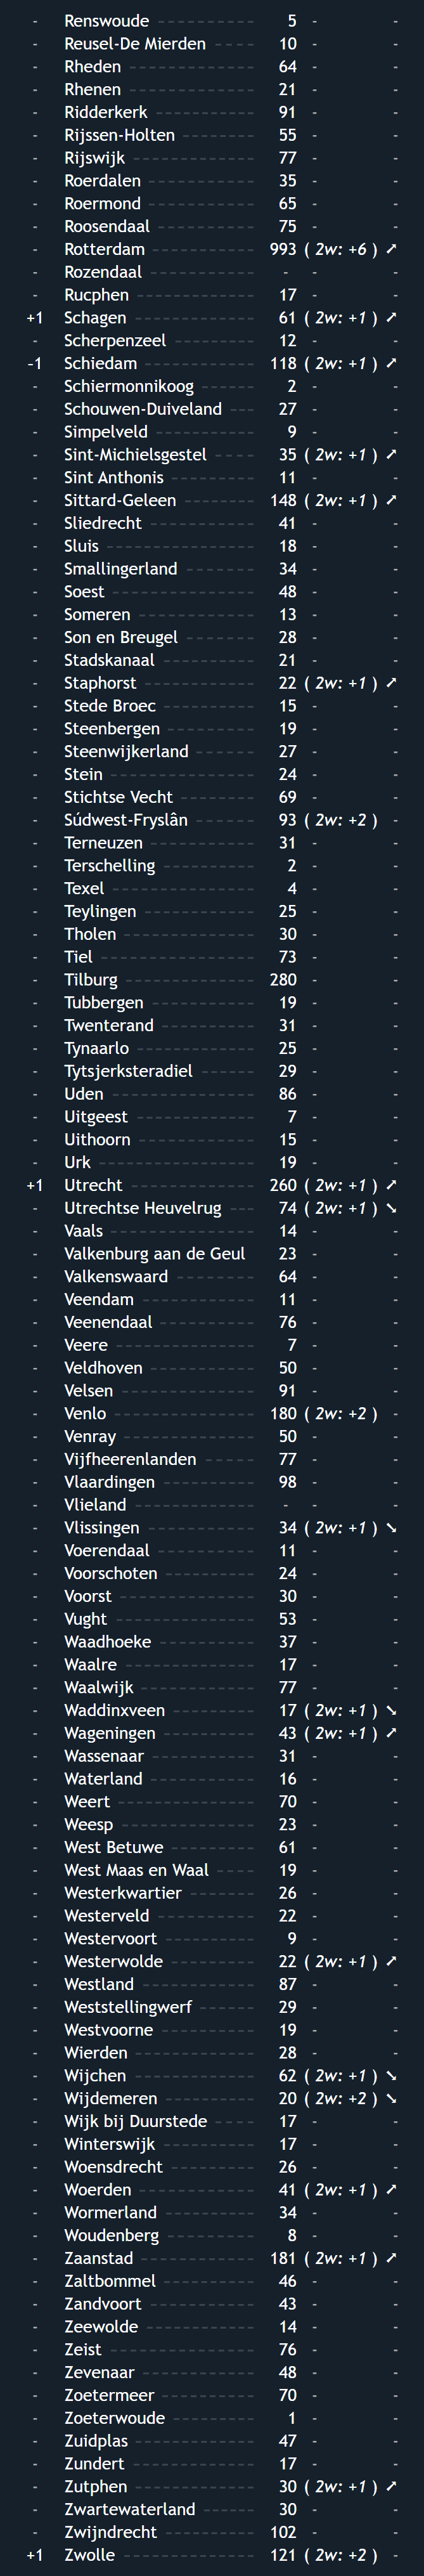 - Renswoude ----------- 5 - -
- Reusel-De Mierden ---- 10 - -
- Rheden -------------- 64 - -
- Rhenen -------------- 21 - -
- Ridderkerk ----------- 91 - -
- Rijssen-Holten -------- 55 - -
- Rijswijk -------------- 77 - -
- Roerdalen ------------ 35 - -
- Roermond ----------- 65 - -
- Roosendaal ---------- 75 - -
- Rotterdam ----------- 993 ( 2w: +6 ) ➚
- Rozendaal ----------- - - -
- Rucphen ------------- 17 - -
+1 Schagen ------------- 61 ( 2w: +1 ) ➚
- Scherpenzeel --------- 12 - -
-1 Schiedam ------------ 118 ( 2w: +1 ) ➚
- Schiermonnikoog ----- 2 - -
- Schouwen-Duiveland --- 27 - -
- Simpelveld ----------- 9 - -
- Sint-Michielsgestel ----- 35 ( 2w: +1 ) ➚
- Sint Anthonis --------- 11 - -
- Sittard-Geleen -------- 148 ( 2w: +1 ) ➚
- Sliedrecht ------------ 41 - -
- Sluis ---------------- 18 - -
- Smallingerland ------- 34 - -
- Soest ---------------- 48 - -
- Someren ------------- 13 - -
- Son en Breugel ------- 28 - -
- Stadskanaal ---------- 21 - -
- Staphorst ------------ 22 ( 2w: +1 ) ➚
- Stede Broec ---------- 15 - -
- Steenbergen --------- 19 - -
- Steenwijkerland ------ 27 - -
- Stein ---------------- 24 - -
- Stichtse Vecht -------- 69 - -
- Súdwest-Fryslân ------ 93 ( 2w: +2 ) -
- Terneuzen ----------- 31 - -
- Terschelling ---------- 2 - -
- Texel ---------------- 4 - -
- Teylingen ------------ 25 - -
- Tholen -------------- 30 - -
- Tiel ----------------- 73 - -
- Tilburg -------------- 280 - -
- Tubbergen ----------- 19 - -
- Twenterand ---------- 31 - -
- Tynaarlo ------------- 25 - -
- Tytsjerksteradiel ------ 29 - -
- Uden ---------------- 86 - -
- Uitgeest ------------- 7 - -
- Uithoorn ------------- 15 - -
- Urk ----------------- 19 - -
+1 Utrecht -------------- 260 ( 2w: +1 ) ➚
- Utrechtse Heuvelrug --- 74 ( 2w: +1 ) ➘
- Vaals ---------------- 14 - -
- Valkenburg aan de Geul 23 - -
- Valkenswaard -------- 64 - -
- Veendam ------------ 11 - -
- Veenendaal ---------- 76 - -
- Veere --------------- 7 - -
- Veldhoven ----------- 50 - -
- Velsen -------------- 91 - -
- Venlo --------------- 180 ( 2w: +2 ) -
- Venray -------------- 50 - -
- Vijfheerenlanden ----- 77 - -
- Vlaardingen ---------- 98 - -
- Vlieland ------------- - - -
- Vlissingen ------------ 34 ( 2w: +1 ) ➘
- Voerendaal ---------- 11 - -
- Voorschoten ---------- 24 - -
- Voorst --------------- 30 - -
- Vught --------------- 53 - -
- Waadhoeke ---------- 37 - -
- Waalre -------------- 17 - -
- Waalwijk ------------ 77 - -
- Waddinxveen --------- 17 ( 2w: +1 ) ➘
- Wageningen ---------- 43 ( 2w: +1 ) ➚
- Wassenaar ----------- 31 - -
- Waterland ----------- 16 - -
- Weert --------------- 70 - -
- Weesp -------------- 23 - -
- West Betuwe --------- 61 - -
- West Maas en Waal ---- 19 - -
- Westerkwartier ------- 26 - -
- Westerveld ----------- 22 - -
- Westervoort ---------- 9 - -
- Westerwolde --------- 22 ( 2w: +1 ) ➚
- Westland ------------ 87 - -
- Weststellingwerf ------ 29 - -
- Westvoorne ---------- 19 - -
- Wierden ------------- 28 - -
- Wijchen ------------- 62 ( 2w: +1 ) ➘
- Wijdemeren ---------- 20 ( 2w: +2 ) ➘
- Wijk bij Duurstede ---- 17 - -
- Winterswijk ---------- 17 - -
- Woensdrecht --------- 26 - -
- Woerden ------------ 41 ( 2w: +1 ) ➚
- Wormerland --------- 34 - -
- Woudenberg --------- 8 - -
- Zaanstad ------------ 181 ( 2w: +1 ) ➚
- Zaltbommel ---------- 46 - -
- Zandvoort ----------- 43 - -
- Zeewolde ------------ 14 - -
- Zeist ---------------- 76 - -
- Zevenaar ------------ 48 - -
- Zoetermeer ---------- 70 - -
- Zoeterwoude --------- 1 - -
- Zuidplas ------------- 47 - -
- Zundert ------------- 17 - -
- Zutphen ------------- 30 ( 2w: +1 ) ➚
- Zwartewaterland ------ 30 - -
- Zwijndrecht ---------- 102 - -
+1 Zwolle -------------- 121 ( 2w: +2 ) -